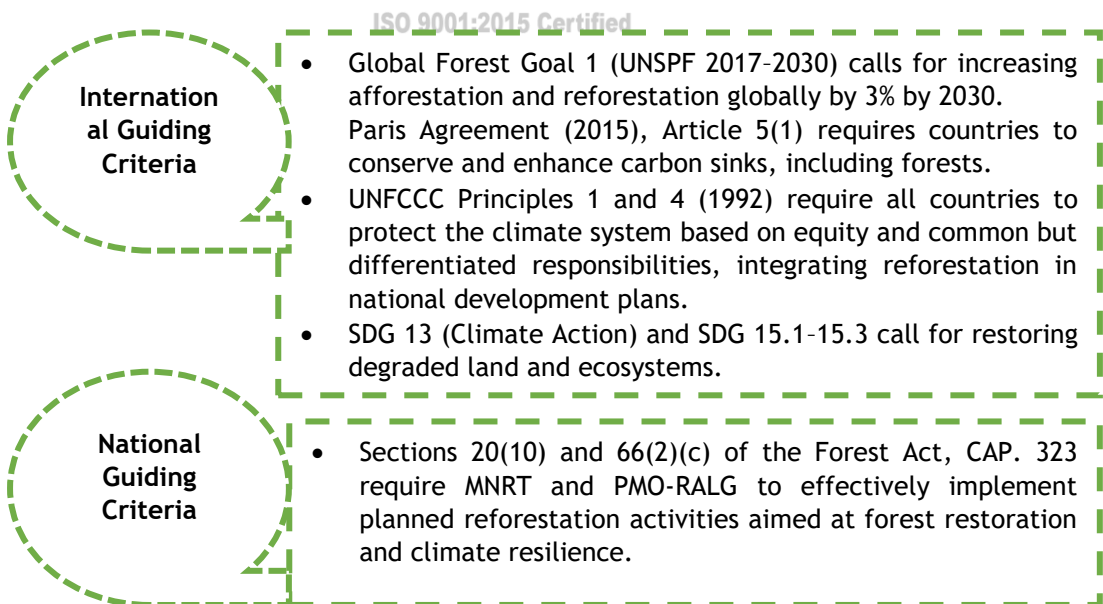 ISO 9001:2015 Certified
Internation
al Guiding
Criteria
• Global Forest Goal 1 (UNSPF 2017–2030) calls for increasing
afforestation and reforestation globally by 3% by 2030.
Paris Agreement (2015), Article 5(1) requires countries to
conserve and enhance carbon sinks, including forests.
• UNFCCC Principles 1 and 4 (1992) require all countries to
protect the climate system based on equity and common but
differentiated responsibilities, integrating reforestation in
national development plans.
• SDG 13 (Climate Action) and SDG 15.1–15.3 call for restoring
degraded land and ecosystems.
National
Guiding
Criteria
• Sections 20(10) and 66(2)(c) of the Forest Act, CAP. 323
require MNRT and PMO-RALG to effectively implement
planned reforestation activities aimed at forest restoration
and climate resilience.